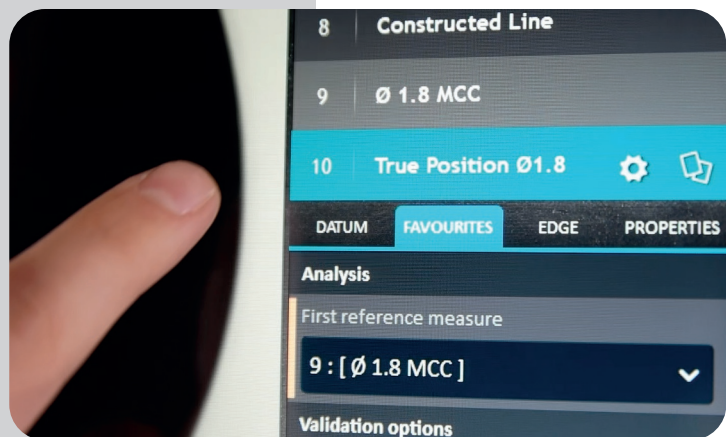 8 Constructed Line
9 Ø 1.8 MCC
10 True Position Ø1.8
DATUM FAVOURITES EDGE PROPERTIES
Analysis
First reference measure
9 : [ Ø 1.8 MCC ]
Validation options